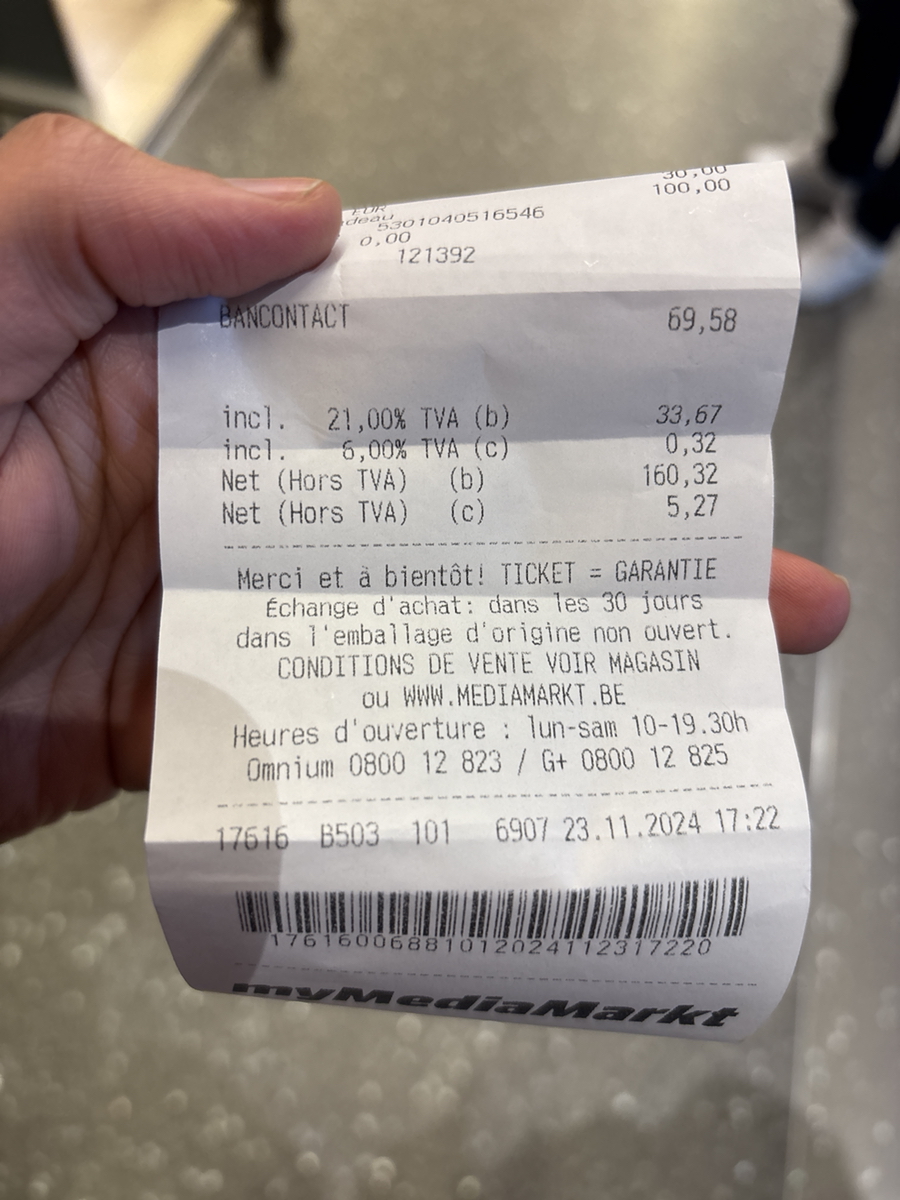 30,00
EUR 100,00
5301040516546
0,00
121392
BANCONTACT 69,58
incl. 21,00% TVA (b) 33,67
incl. 6,00% TVA (c) 0,32
Net (Hors TVA) (b) 160,32
Net (Hors TVA) (c) 5,27
Merci et à bientôt! TICKET = GARANTIE
Échange d'achat: dans les 30 jours
dans l'emballage d'origine non ouvert.
CONDITIONS DE VENTE VOIR MAGASIN
ou WWW.MEDIAMARKT.BE
Heures d'ouverture : lun-sam 10-19.30h
Omnium 0800 12 823 / G+ 0800 12 825
17616 B503 101 6907 23.11.2024 17:22
17616006881012024112317220
myMediaMarkt